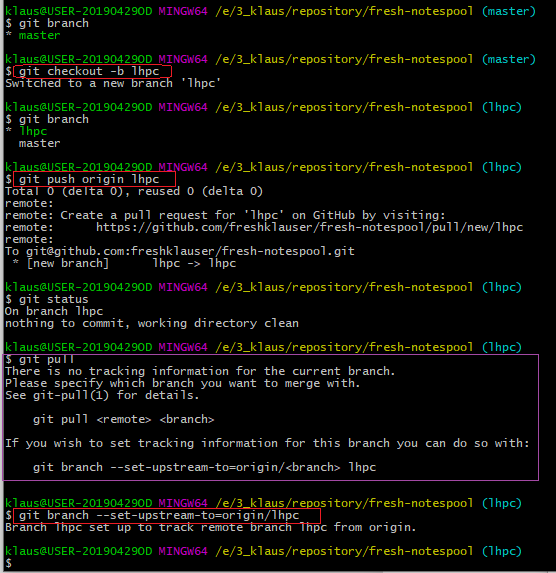 klaus@USER-20190429OD MINGW64 /e/3_klaus/repository/fresh-notespool (master)
$ git branch
* master
klaus@USER-20190429OD MINGW64 /e/3_klaus/repository/fresh-notespool (master)
$ git checkout -b lhpc
Switched to a new branch 'lhpc'
klaus@USER-20190429OD MINGW64 /e/3_klaus/repository/fresh-notespool (lhpc)
$ git branch
* lhpc
  master
klaus@USER-20190429OD MINGW64 /e/3_klaus/repository/fresh-notespool (lhpc)
$ git push origin lhpc
Total 0 (delta 0), reused 0 (delta 0)
remote:
remote: Create a pull request for 'lhpc' on GitHub by visiting:
remote:      https://github.com/freshklauser/fresh-notespool/pull/new/lhpc
remote:
To git@github.com:freshklauser/fresh-notespool.git
 * [new branch]      lhpc -> lhpc
klaus@USER-20190429OD MINGW64 /e/3_klaus/repository/fresh-notespool (lhpc)
$ git status
On branch lhpc
nothing to commit, working directory clean
klaus@USER-20190429OD MINGW64 /e/3_klaus/repository/fresh-notespool (lhpc)
$ git pull
There is no tracking information for the current branch.
Please specify which branch you want to merge with.
See git-pull(1) for details.
    git pull <remote> <branch>
If you wish to set tracking information for this branch you can do so with:
    git branch --set-upstream-to=origin/<branch> lhpc
klaus@USER-20190429OD MINGW64 /e/3_klaus/repository/fresh-notespool (lhpc)
$ git branch --set-upstream-to=origin/lhpc
Branch lhpc set up to track remote branch lhpc from origin.
klaus@USER-20190429OD MINGW64 /e/3_klaus/repository/fresh-notespool (lhpc)
$